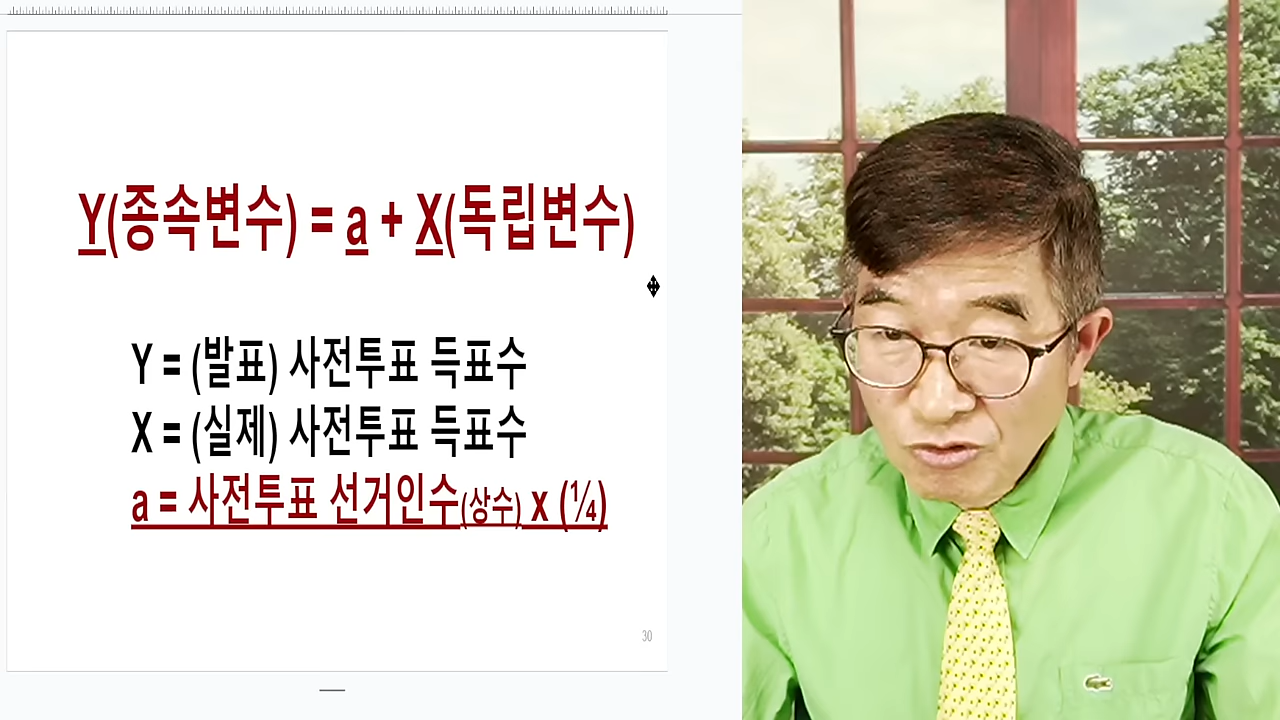 Y(종속변수) = a + X(독립변수)
Y = (발표) 사전투표 득표수
X = (실제) 사전투표 득표수
a = 사전투표 선거인수(상수) x (¼)
30